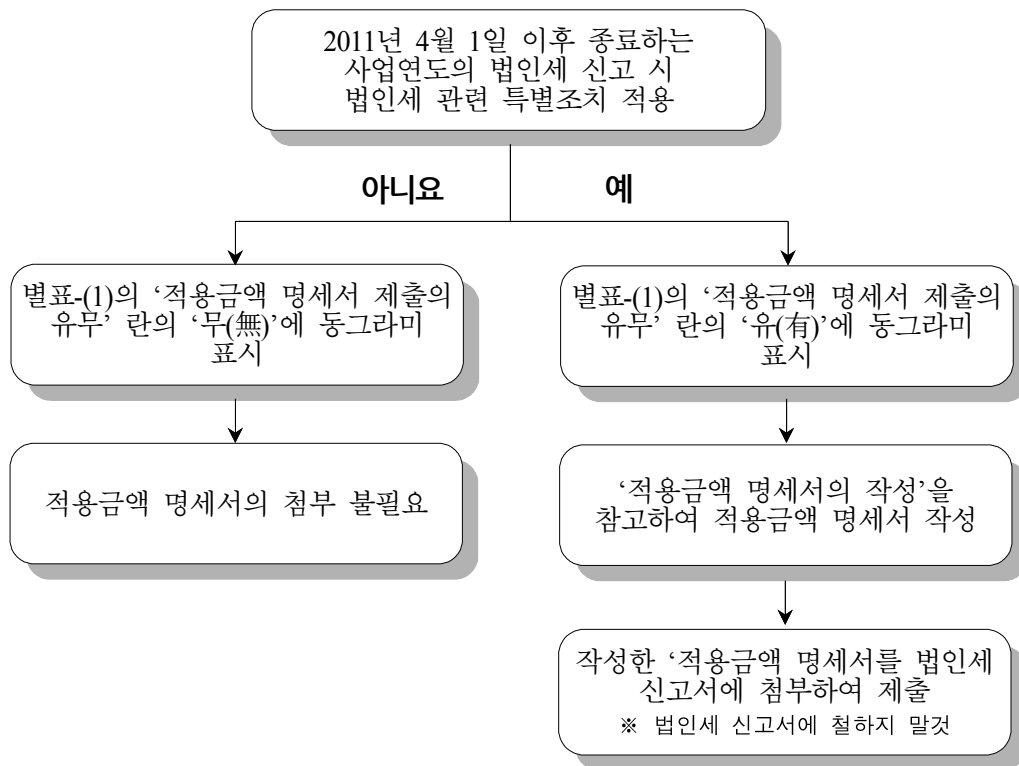 2011년 4월 1일 이후 종료하는
사업연도의 법인세 신고 시
법인세 관련 특별조치 적용
아니요
예
별표-(1)의 ‘적용금액 명세서 제출의
유무’ 란의 ‘무(無)’에 동그라미
표시
별표-(1)의 ‘적용금액 명세서 제출의
유무’ 란의 ‘유(有)’에 동그라미
표시
적용금액 명세서의 첨부 불필요
‘적용금액 명세서의 작성’을
참고하여 적용금액 명세서 작성
작성한 ‘적용금액 명세서를 법인세
신고서에 첨부하여 제출
※ 법인세 신고서에 철하지 말것